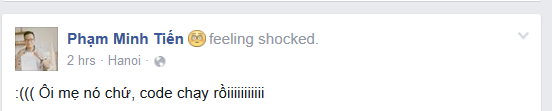 Phạm Minh Tiến feeling shocked.
2 hrs · Hanoi ·
:((( Ôi mẹ nó chứ, code chạy rồiiiiiiiiiii